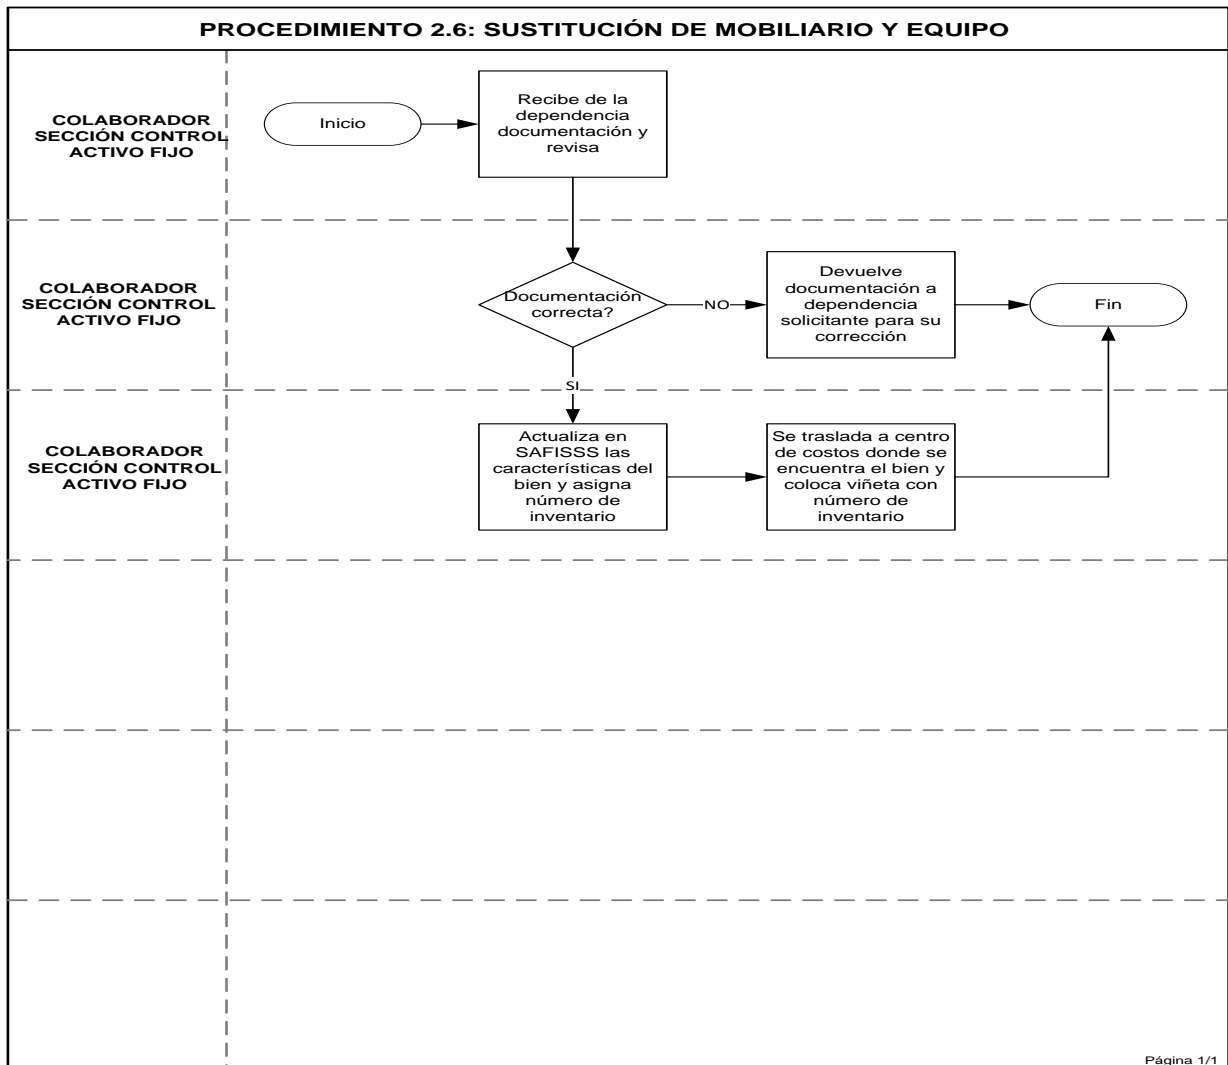 PROCEDIMIENTO 2.6: SUSTITUCIÓN DE MOBILIARIO Y EQUIPO
COLABORADOR
SECCIÓN CONTROL
ACTIVO FIJO
Inicio
Recibe de la
dependencia
documentación y
revisa
COLABORADOR
SECCIÓN CONTROL
ACTIVO FIJO
Documentación
correcta?
NO
Devuelve
documentación a
dependencia
solicitante para su
corrección
Fin
SI
COLABORADOR
SECCIÓN CONTROL
ACTIVO FIJO
Actualiza en
SAFISSS las
características del
bien y asigna
número de
inventario
Se traslada a centro
de costos donde se
encuentra el bien y
coloca viñeta con
número de
inventario
Página 1/1